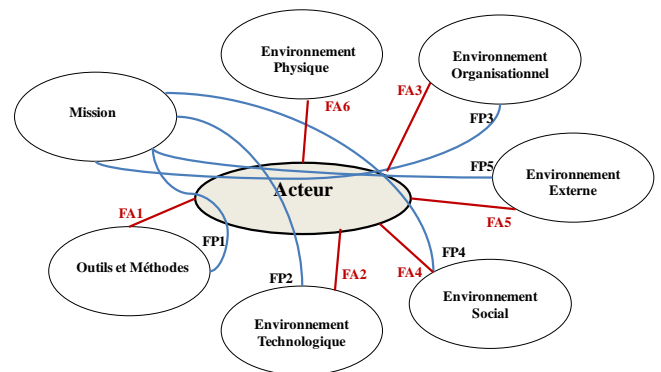 Environnement
Physique
Environnement
Organisationnel
Mission
FA3
FA6
FP3
FP5
Environnement
Externe
Acteur
FA1
FA5
FP1
Outils et Méthodes
FP2
FA2
FA4
FP4
Environnement
Technologique
Environnement
Social